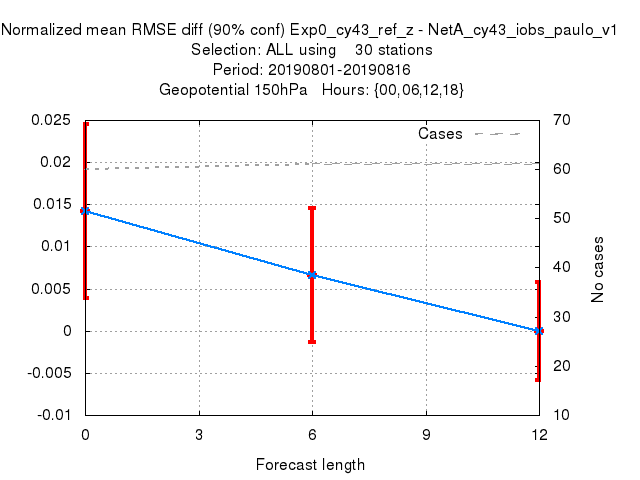 Normalized mean RMSE diff (90% conf) Exp0_cy43_ref_z - NetA_cy43_iobs_paulo_v1
Selection: ALL using    30 stations
Period: 20190801-20190816
Geopotential 150hPa   Hours: {00,06,12,18}
Cases
0.025
0.02
0.015
0.01
0.005
0
-0.005
-0.01
70
60
50
40
30
20
10
No cases
0 3 6 9 12
Forecast length